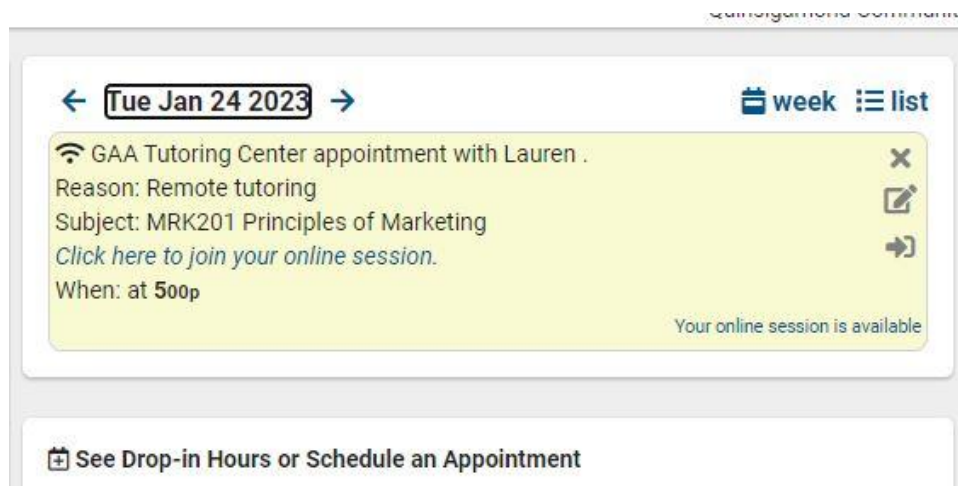 Tue Jan 24 2023 week list
GAA Tutoring Center appointment with Lauren .
Reason: Remote tutoring
Subject: MRK201 Principles of Marketing
Click here to join your online session.
When: at 500p
Your online session is available
See Drop-in Hours or Schedule an Appointment